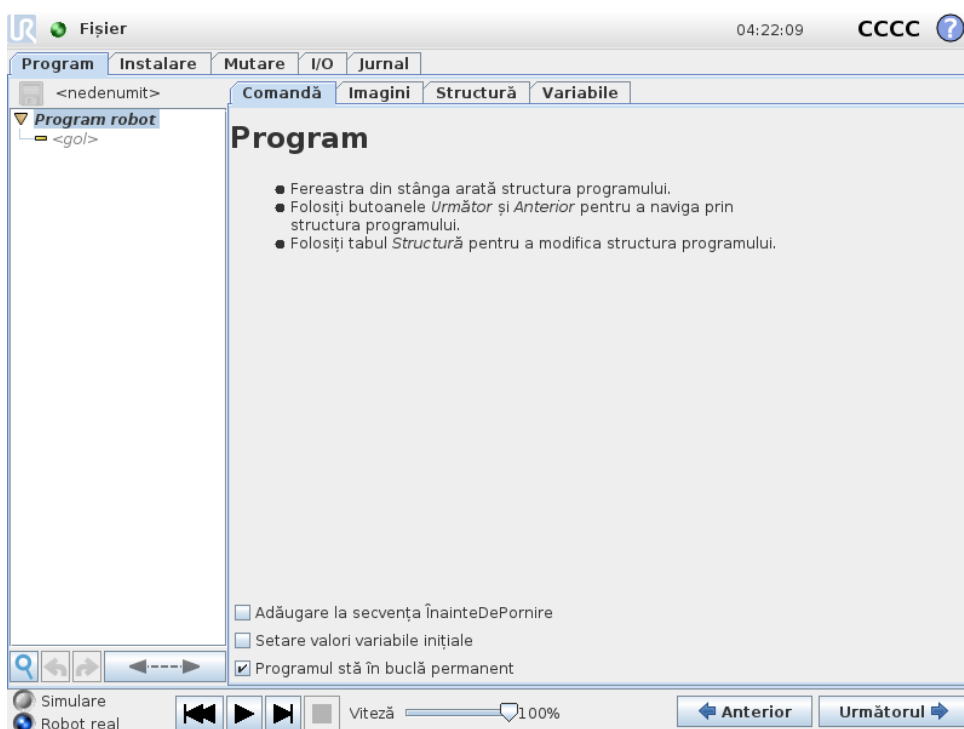 UR Fișier 04:22:09 CCCC ?
Program Instalare Mutare I/O Jurnal
<nedenumit>
Comandă Imagini Structură Variabile
Program robot
<gol>
Program
Fereastra din stânga arată structura programului.
Folosiți butoanele Următor și Anterior pentru a naviga prin
structura programului.
Folosiți tabul Structură pentru a modifica structura programului.
Adăugare la secvența ÎnainteDePornire
Setare valori variabile inițiale
Programul stă în buclă permanent
Simulare
Robot real
Viteză 100%
Anterior
Următorul